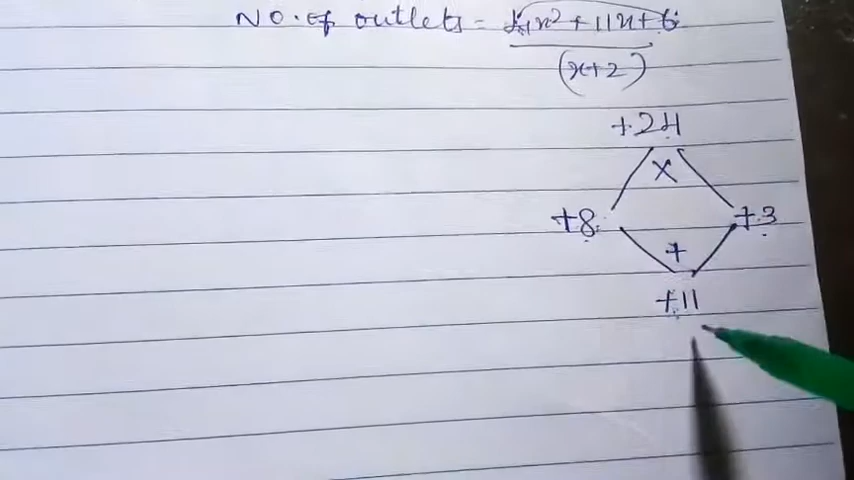 No. of outlets = 4x² + 11x + 6
(x+2)
+24
×
+8 +3
+
+11